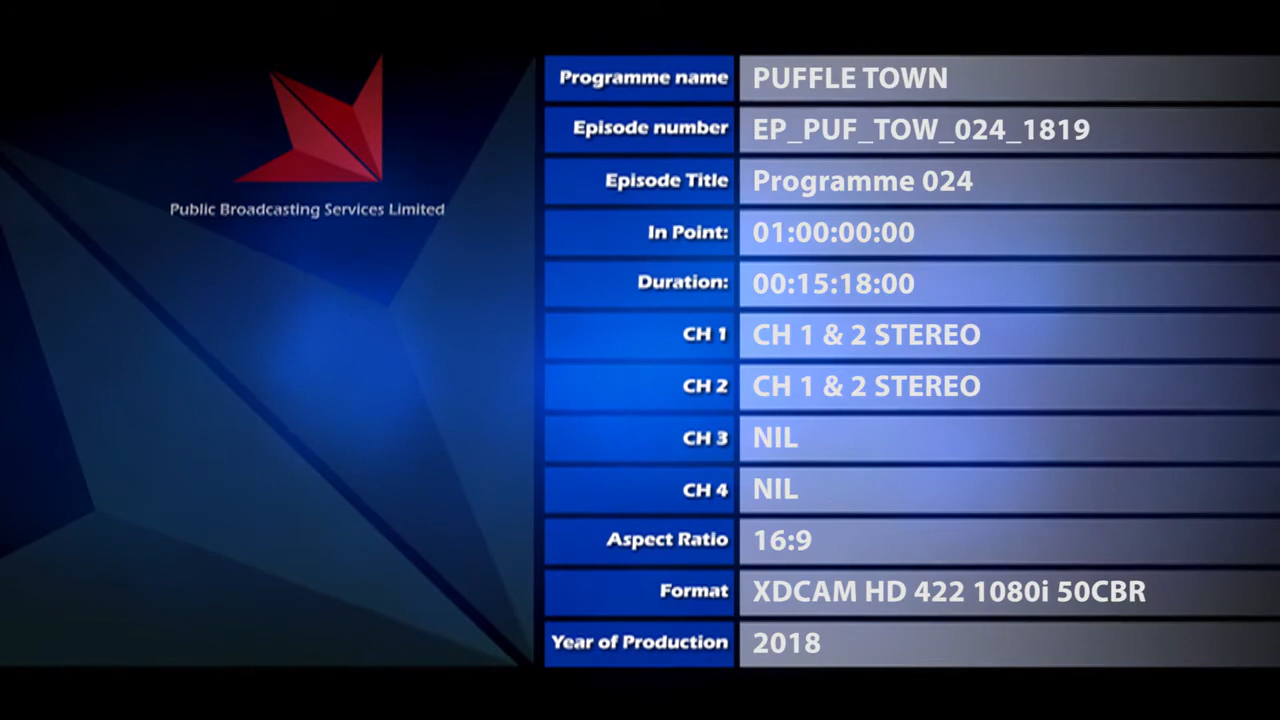 Public Broadcasting Services Limited
Programme name PUFFLE TOWN
Episode number EP_PUF_TOW_024_1819
Episode Title Programme 024
In Point: 01:00:00:00
Duration: 00:15:18:00
CH 1 CH 1 & 2 STEREO
CH 2 CH 1 & 2 STEREO
CH 3 NIL
CH 4 NIL
Aspect Ratio 16:9
Format XDCAM HD 422 1080i 50CBR
Year of Production 2018